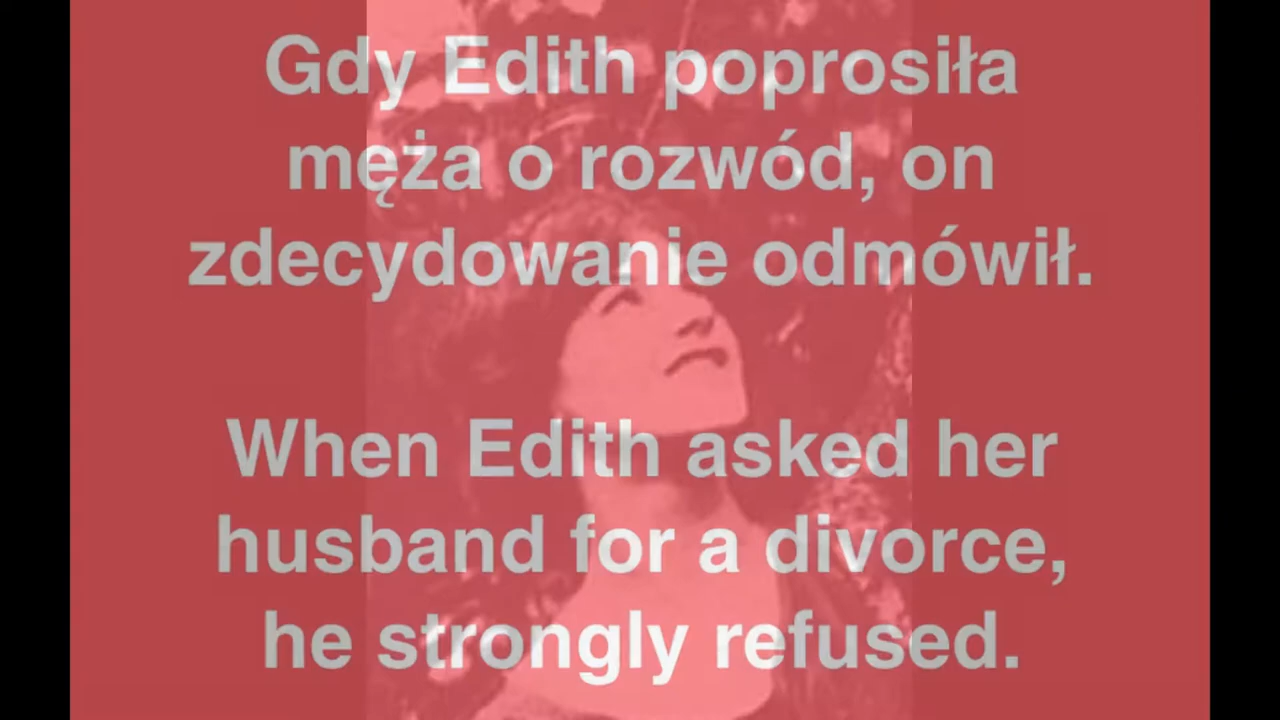 Gdy Edith poprosiła
męża o rozwód, on
zdecydowanie odmówił.
When Edith asked her
husband for a divorce,
he strongly refused.